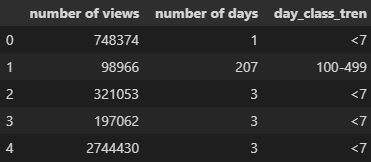 number of views number of days day_class_tren
0 748374 1 <7
1 98966 207 100-499
2 321053 3 <7
3 197062 3 <7
4 2744430 3 <7